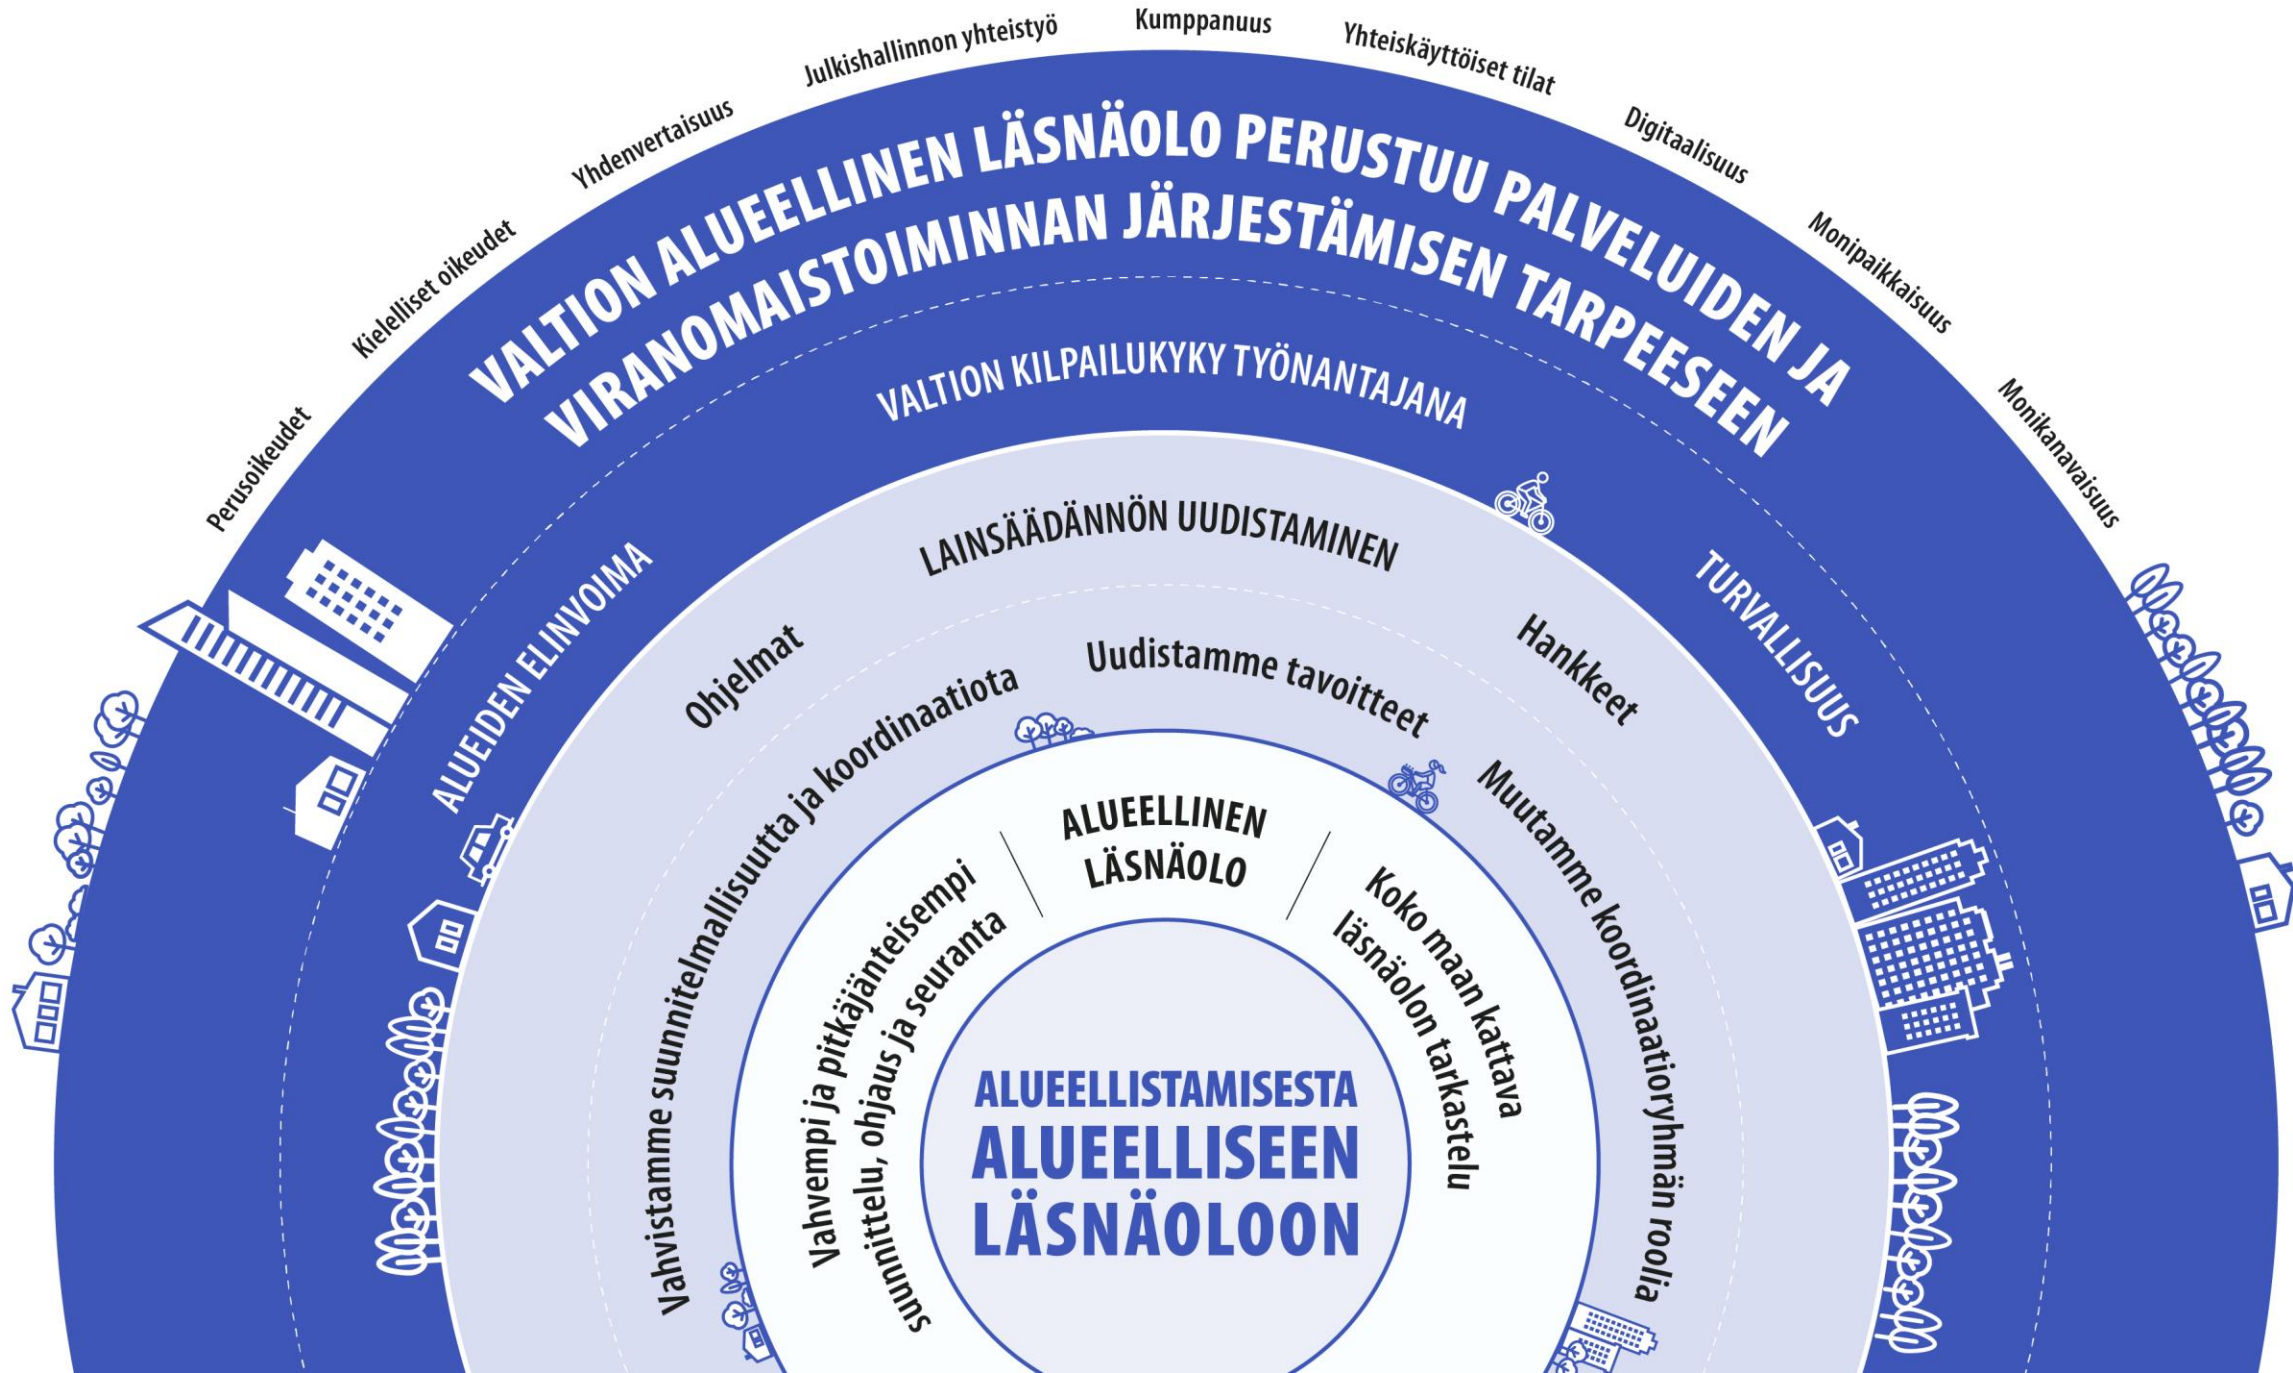 Perusoikeudet
Kielelliset oikeudet
Yhdenvertaisuus
Julkishallinnon yhteistyö
Kumppanuus
Yhteiskäyttöiset tilat
Digitaalisuus
Monipaikkaisuus
Monikanavaisuus
VALTION ALUEELLINEN LÄSNÄOLO PERUSTUU PALVELUIDEN JA
VIRANOMAISTOIMINNAN JÄRJESTÄMISEN TARPEESEEN
ALUEIDEN ELINVOIMA
VALTION KILPAILUKYKY TYÖNANTAJANA
TURVALLISUUS
LAINSÄÄDÄNNÖN UUDISTAMINEN
Ohjelmat
Hankkeet
Vahvistamme suunnitelmallisuutta ja koordinaatiota
Uudistamme tavoitteet
Muutamme koordinaatioryhmän roolia
Vahvempi ja pitkäjänteisempi
suunnittelu, ohjaus ja seuranta
ALUEELLINEN
LÄSNÄOLO
Koko maan kattava
läsnäolon tarkastelu
ALUEELLISTAMISESTA
ALUEELLISEEN
LÄSNÄOLOON